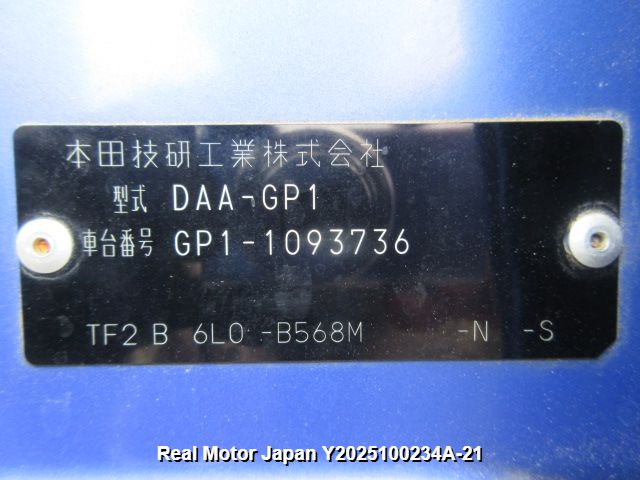 本田技研工業株式会社
型式 DAA-GP1
車台番号 GP1-1093736
TF2 B 6L0 -B568M -N -S
Real Motor Japan Y2025100234A-21